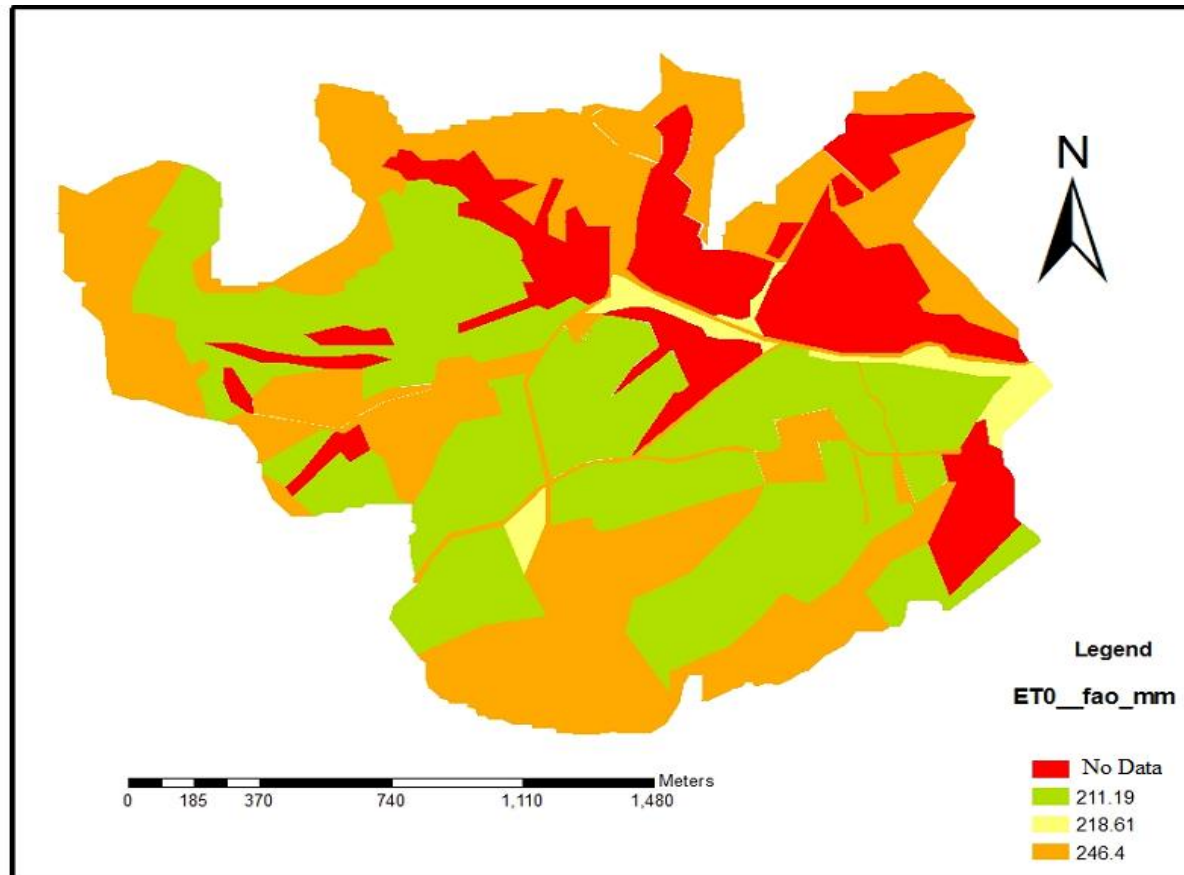 N
Legend
ET0__fao_mm
No Data
211.19
218.61
246.4
Meters
0 185 370 740 1,110 1,480